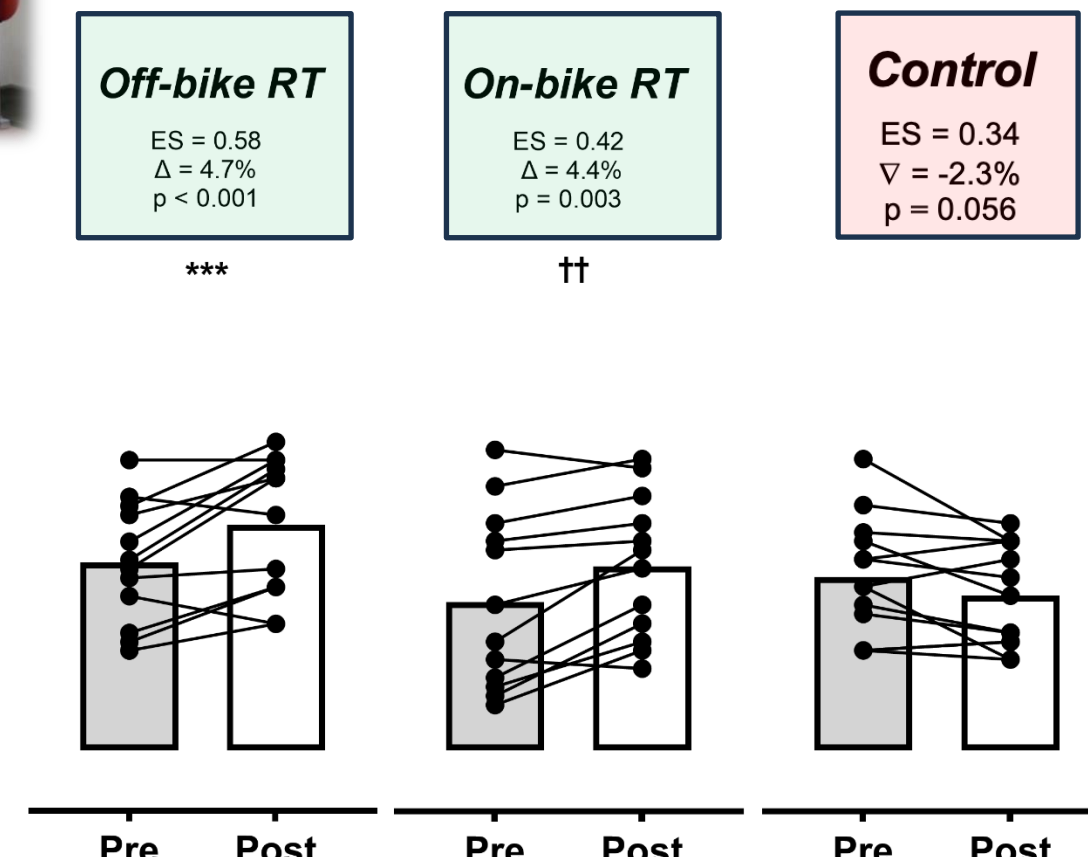 Off-bike RT
ES = 0.58
Δ = 4.7%
p < 0.001
***
On-bike RT
ES = 0.42
Δ = 4.4%
p = 0.003
††
Control
ES = 0.34
∇ = -2.3%
p = 0.056
Pre Post
Pre Post
Pre Post